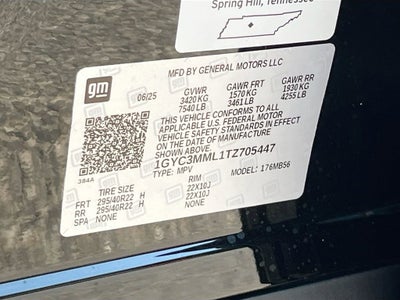 Spring Hill, Tennessee
gm
MFD BY GENERAL MOTORS LLC
06/25
GVWR GAWR FRT GAWR RR
3420 KG 1570 KG 1930 KG
7540 LB 3461 LB 4255 LB
THIS VEHICLE CONFORMS TO ALL
APPLICABLE U.S. FEDERAL MOTOR
VEHICLE SAFETY STANDARDS IN EFFECT
ON THE DATE OF MANUFACTURE
SHOWN ABOVE.
1GYC3MML1TZ705447
TYPE: MPV MODEL: 176MB56
384A
TIRE SIZE RIM
FRT 295/40R22 H 22X10J
RR 295/40R22 H 22X10J
SPA NONE NONE